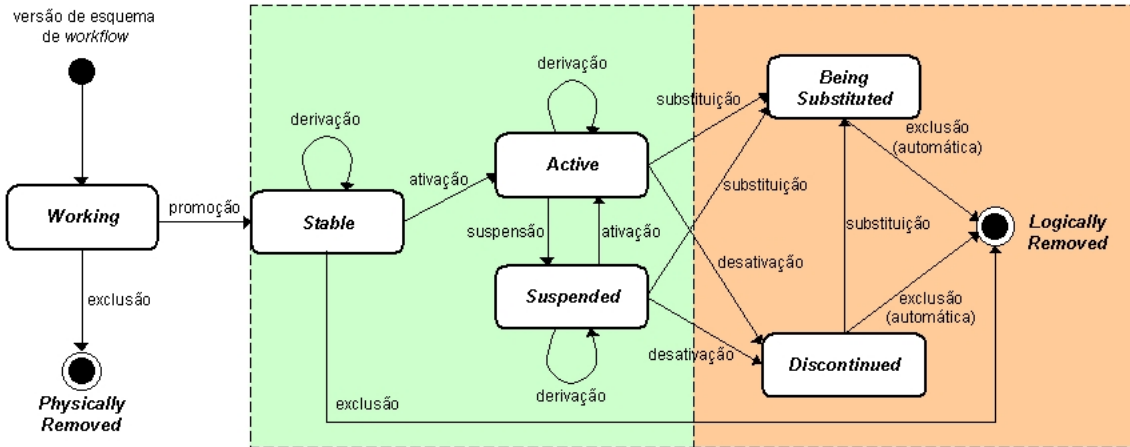 versão de esquema
de workflow
Working
promoção
exclusão
Physically
Removed
derivação
Stable
ativação
exclusão
derivação
Active
suspensão
ativação
Suspended
derivação
substituição
substituição
desativação
desativação
Being
Substituted
exclusão
(automática)
substituição
Logically
Removed
exclusão
(automática)
Discontinued